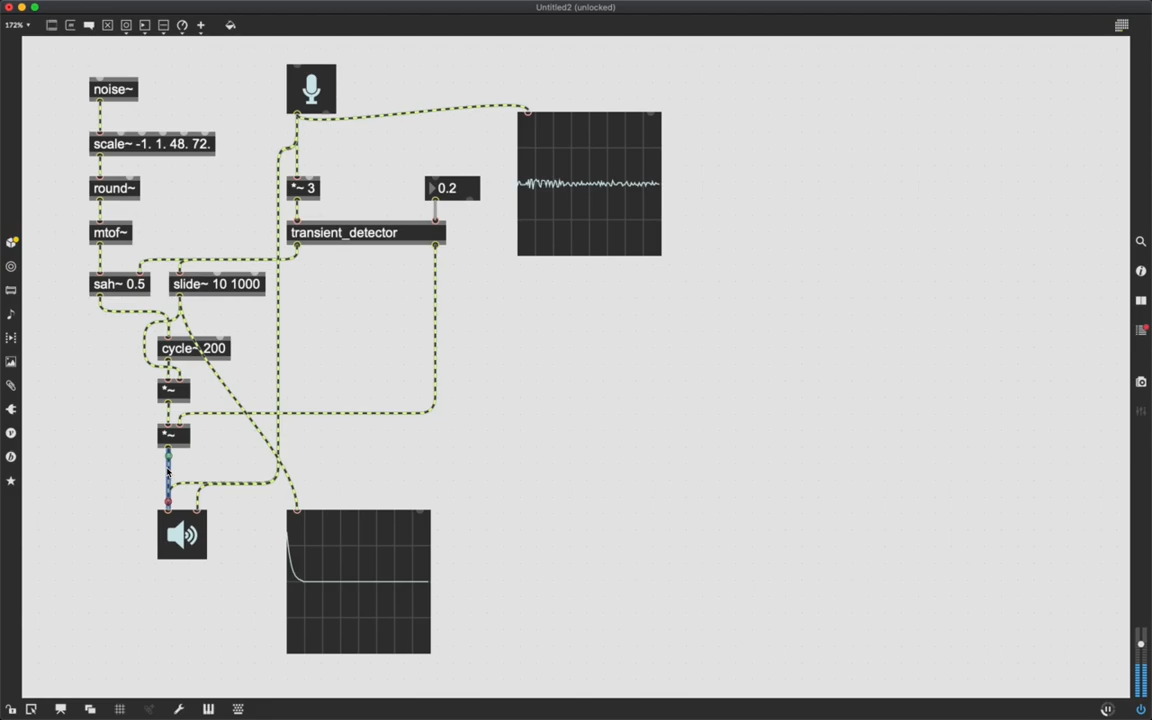 Untitled2 (unlocked)
172%
noise~
scale~ -1. 1. 48. 72.
round~
*~ 3
0.2
mtof~
transient_detector
sah~ 0.5
slide~ 10 1000
cycle~ 200
*~
*~